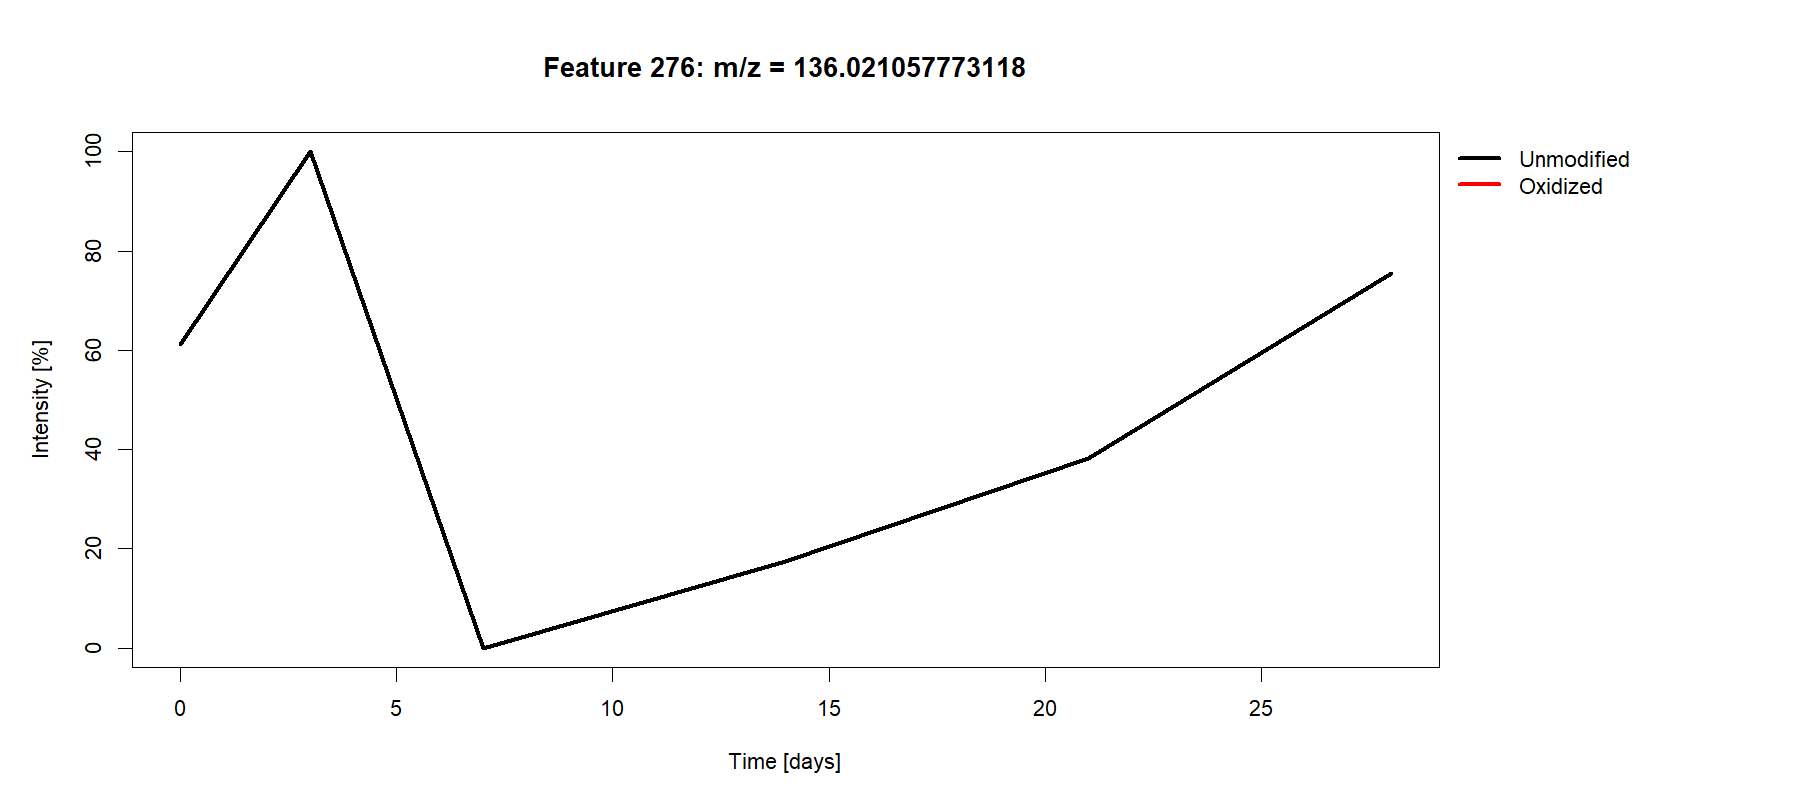 Feature 276: m/z = 136.021057773118
Unmodified
Oxidized
100
80
60
40
20
0
Intensity [%]
0 5 10 15 20 25
Time [days]